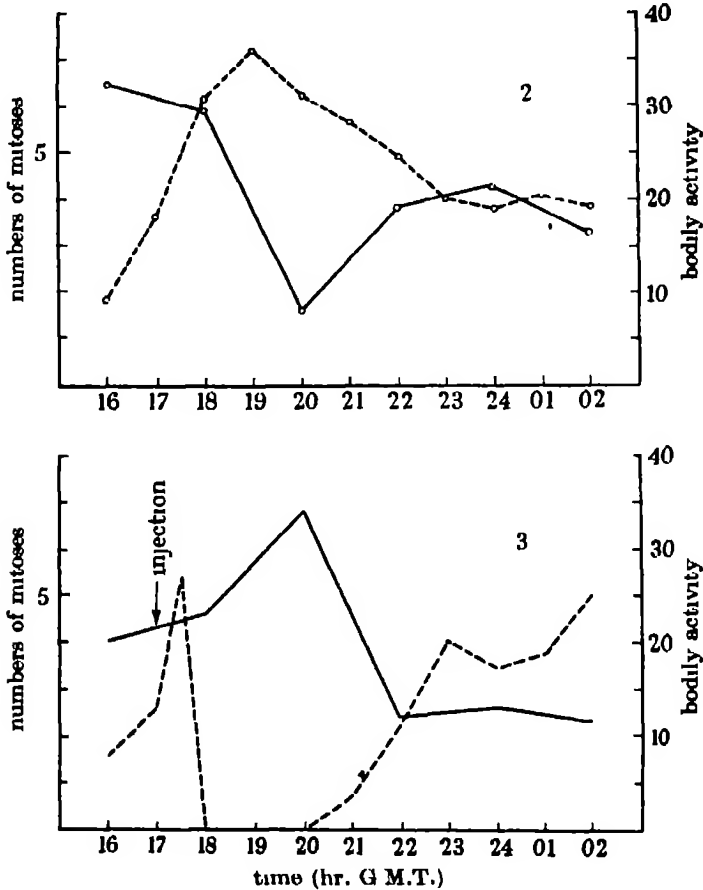 40
2
30
numbers of mitoses
5
bodily activity
20
10
16 17 18 19 20 21 22 23 24 01 02
40
injection
3
30
numbers of mitoses
5
bodily activity
20
10
16 17 18 19 20 21 22 23 24 01 02
time (hr. G M.T.)